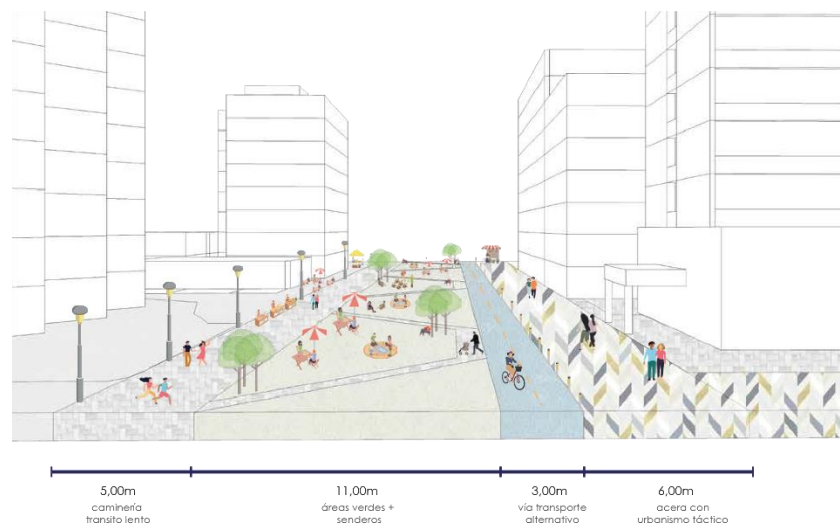 5,00m
caminería
transito lento
11,00m
áreas verdes +
senderos
3,00m
vía transporte
alternativo
6,00m
acera con
urbanismo táctico